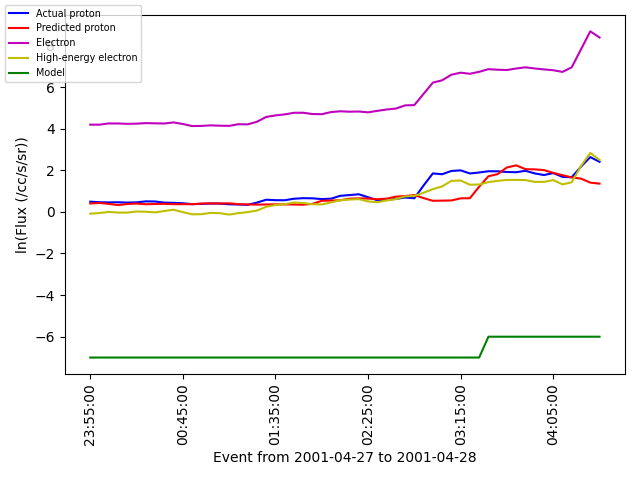 Actual proton
Predicted proton
Electron
High-energy electron
Model
8
6
4
2
0
−2
−4
−6
ln(Flux (/cc/s/sr))
23:55:00
00:45:00
01:35:00
02:25:00
03:15:00
04:05:00
Event from 2001-04-27 to 2001-04-28